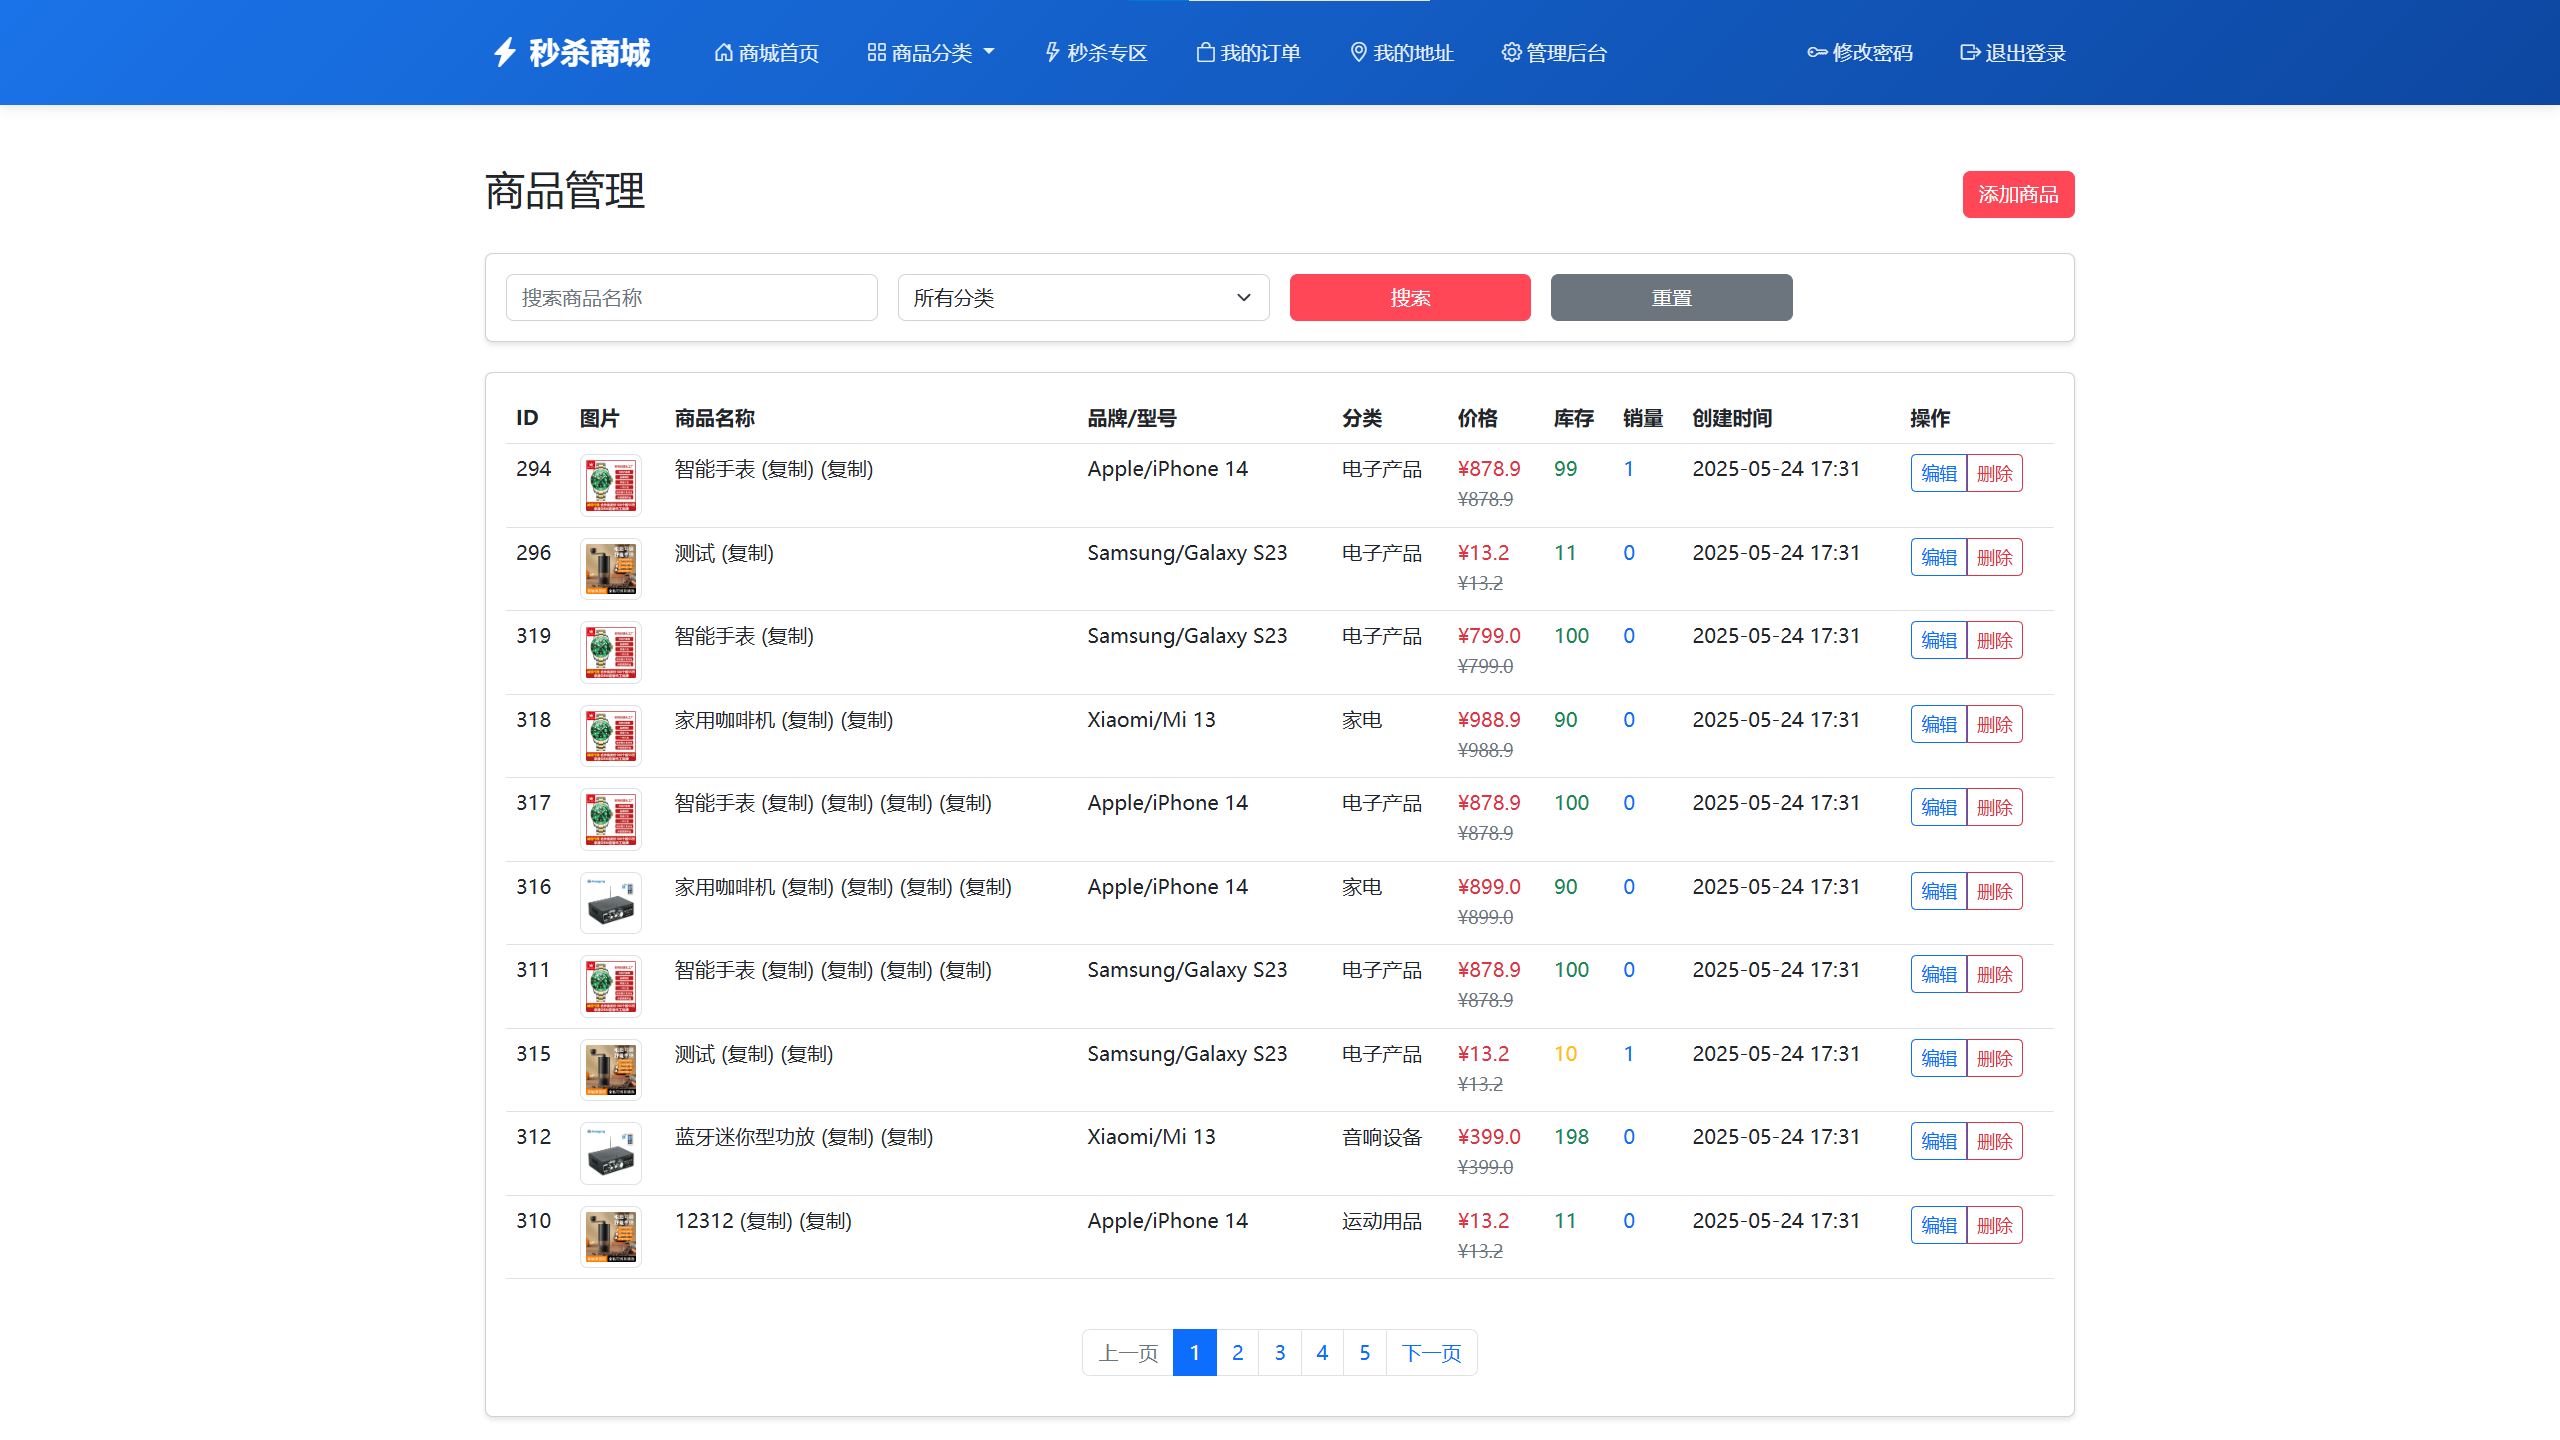 秒杀商城 商城首页 商品分类 秒杀专区 我的订单 我的地址 管理后台 修改密码 退出登录
商品管理 添加商品
搜索商品名称 所有分类 搜索 重置
ID 图片 商品名称 品牌/型号 分类 价格 库存 销量 创建时间 操作
294 智能手表 (复制) (复制) Apple/iPhone 14 电子产品 ¥878.9 99 1 2025-05-24 17:31 编辑 删除
¥878.9
296 测试 (复制) Samsung/Galaxy S23 电子产品 ¥13.2 11 0 2025-05-24 17:31 编辑 删除
¥13.2
319 智能手表 (复制) Samsung/Galaxy S23 电子产品 ¥799.0 100 0 2025-05-24 17:31 编辑 删除
¥799.0
318 家用咖啡机 (复制) (复制) Xiaomi/Mi 13 家电 ¥988.9 90 0 2025-05-24 17:31 编辑 删除
¥988.9
317 智能手表 (复制) (复制) (复制) (复制) Apple/iPhone 14 电子产品 ¥878.9 100 0 2025-05-24 17:31 编辑 删除
¥878.9
316 家用咖啡机 (复制) (复制) (复制) (复制) Apple/iPhone 14 家电 ¥899.0 90 0 2025-05-24 17:31 编辑 删除
¥899.0
311 智能手表 (复制) (复制) (复制) (复制) Samsung/Galaxy S23 电子产品 ¥878.9 100 0 2025-05-24 17:31 编辑 删除
¥878.9
315 测试 (复制) (复制) Samsung/Galaxy S23 电子产品 ¥13.2 10 1 2025-05-24 17:31 编辑 删除
¥13.2
312 蓝牙迷你型功放 (复制) (复制) Xiaomi/Mi 13 音响设备 ¥399.0 198 0 2025-05-24 17:31 编辑 删除
¥399.0
310 12312 (复制) (复制) Apple/iPhone 14 运动用品 ¥13.2 11 0 2025-05-24 17:31 编辑 删除
¥13.2
上一页 1 2 3 4 5 下一页